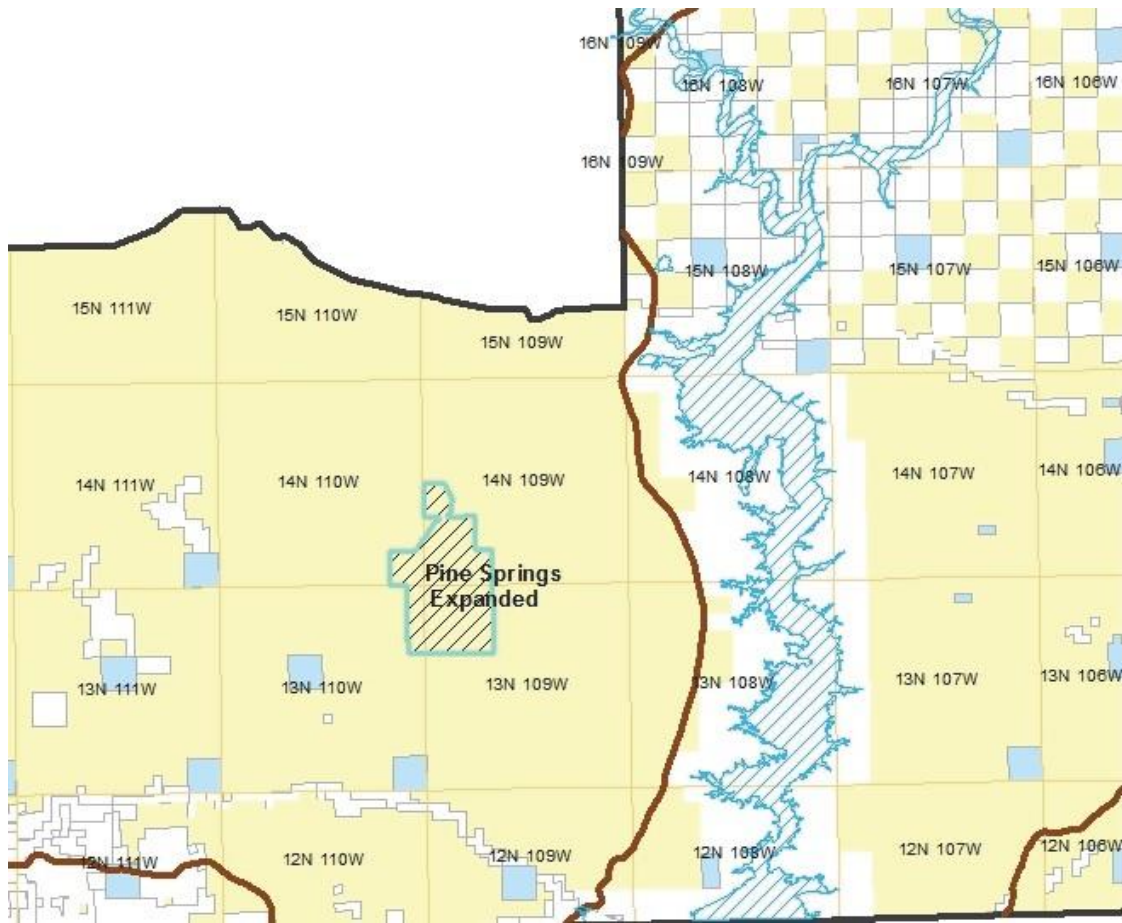 16N 109W
16N 108W
16N 107W
16N 106W
16N 109W
15N 108W
15N 107W
15N 106W
15N 111W
15N 110W
15N 109W
14N 111W
14N 110W
14N 109W
14N 108W
14N 107W
14N 106W
Pine Springs
Expanded
13N 111W
13N 110W
13N 109W
13N 108W
13N 107W
13N 106W
12N 111W
12N 110W
12N 109W
12N 108W
12N 107W
12N 106W